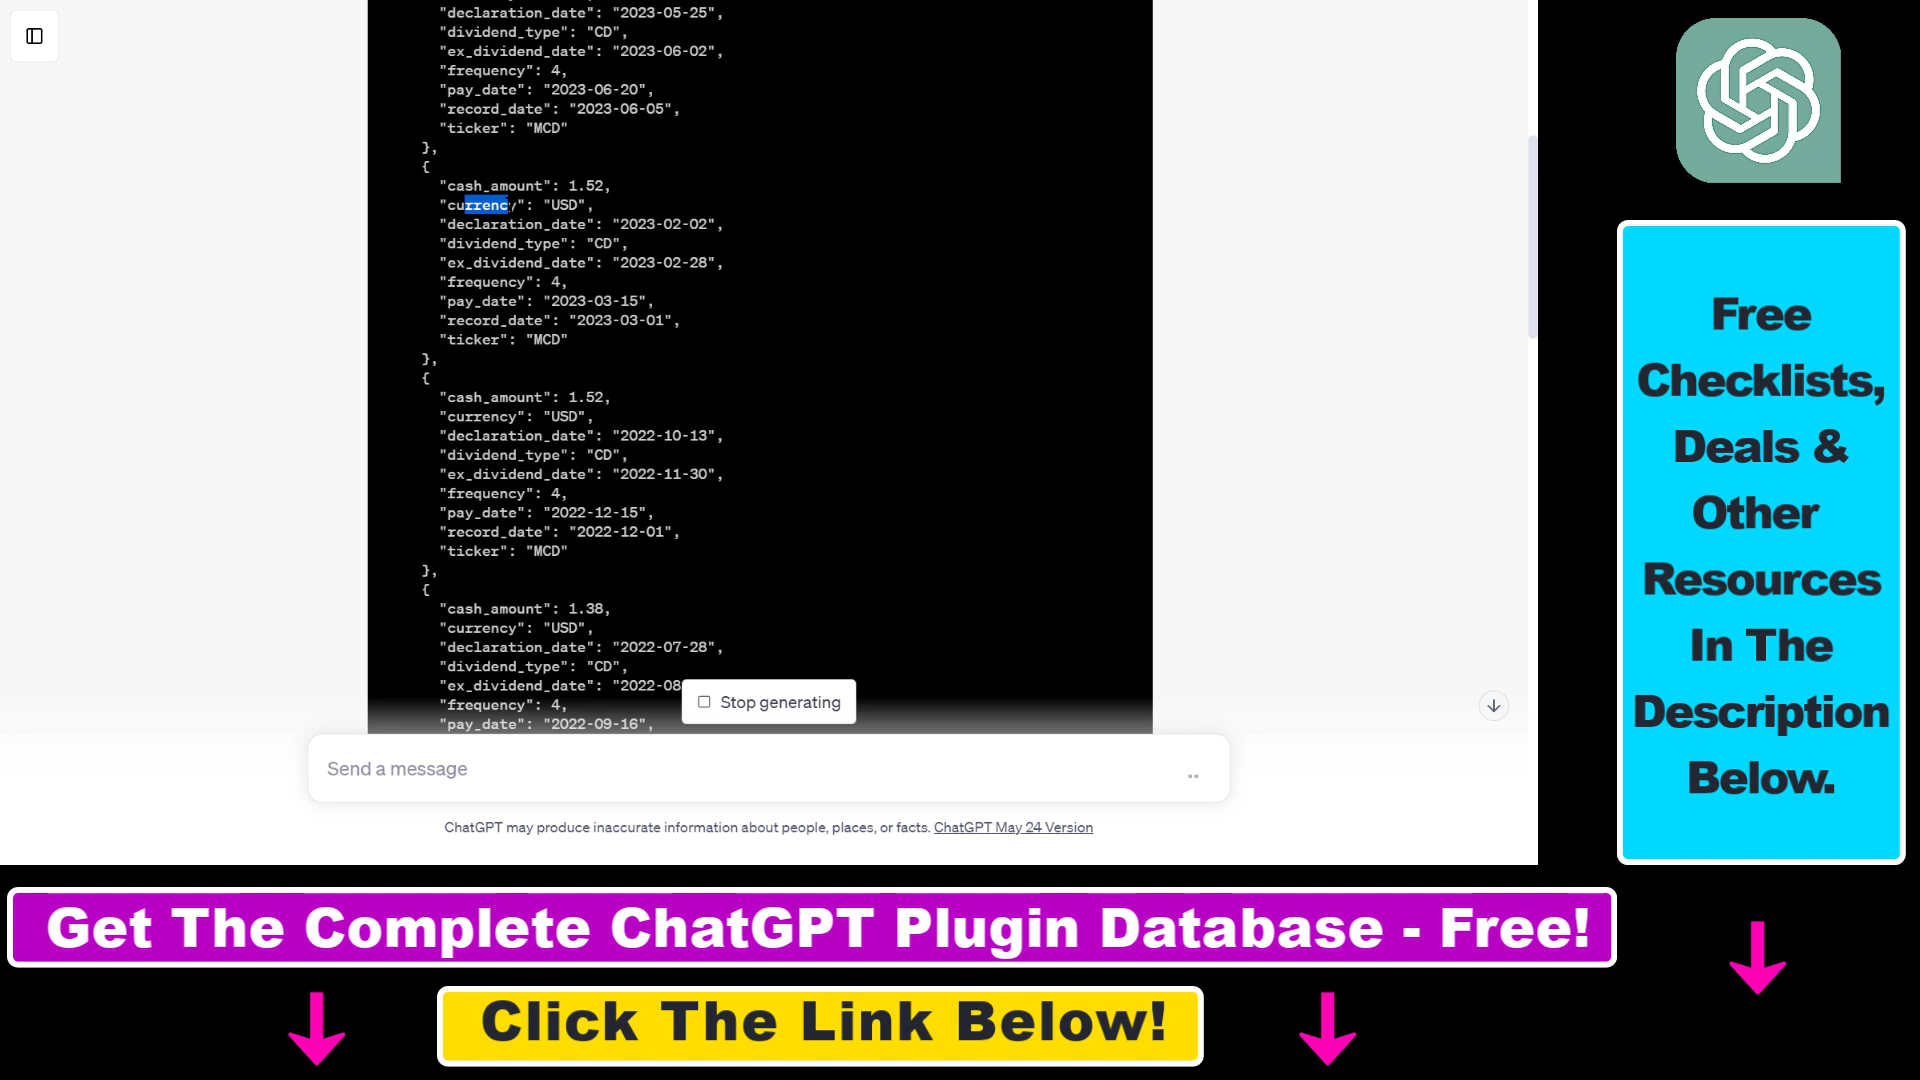 "declaration_date": "2023-05-25",
"dividend_type": "CD",
"ex_dividend_date": "2023-06-02",
"frequency": 4,
"pay_date": "2023-06-20",
"record_date": "2023-06-05",
"ticker": "MCD"
},
{
"cash_amount": 1.52,
"currency": "USD",
"declaration_date": "2023-02-02",
"dividend_type": "CD",
"ex_dividend_date": "2023-02-28",
"frequency": 4,
"pay_date": "2023-03-15",
"record_date": "2023-03-01",
"ticker": "MCD"
},
{
"cash_amount": 1.52,
"currency": "USD",
"declaration_date": "2022-10-13",
"dividend_type": "CD",
"ex_dividend_date": "2022-11-30",
"frequency": 4,
"pay_date": "2022-12-15",
"record_date": "2022-12-01",
"ticker": "MCD"
},
{
"cash_amount": 1.38,
"currency": "USD",
"declaration_date": "2022-07-28",
"dividend_type": "CD",
"ex_dividend_date": "2022-08
"frequency": 4,
"pay_date": "2022-09-16",
Stop generating
Send a message
ChatGPT may produce inaccurate information about people, places, or facts. ChatGPT May 24 Version
Free
Checklists,
Deals &
Other
Resources
In The
Description
Below.
Get The Complete ChatGPT Plugin Database - Free!
Click The Link Below!